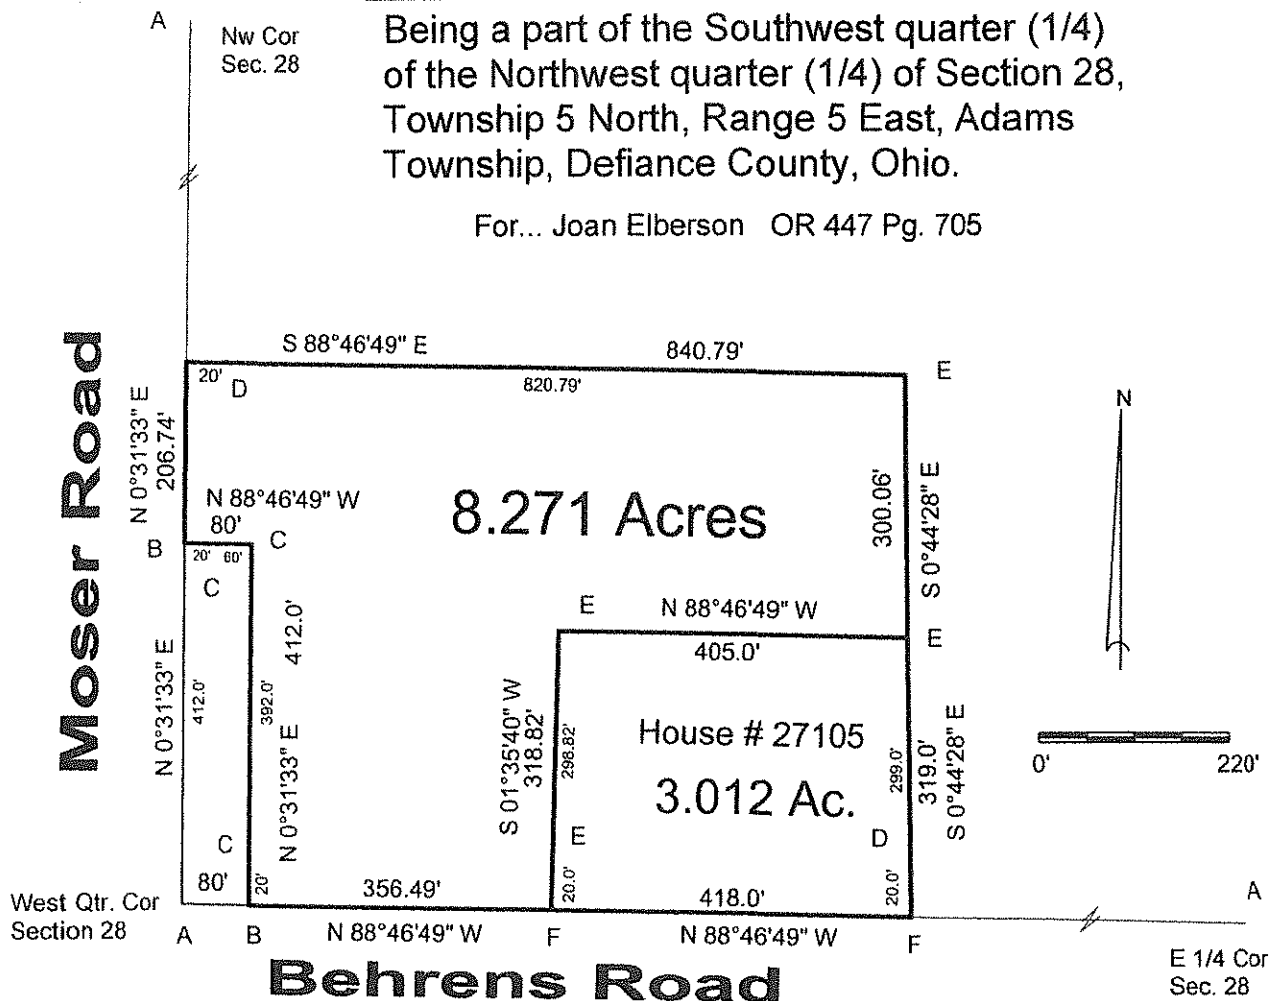 A
Nw Cor
Sec. 28
Being a part of the Southwest quarter (1/4)
of the Northwest quarter (1/4) of Section 28,
Township 5 North, Range 5 East, Adams
Township, Defiance County, Ohio.
For... Joan Elberson OR 447 Pg. 705
S 88°46'49" E
840.79'
E
20'
D
820.79'
Moser Road
N 0°31'33" E
206.74'
N 88°46'49" W
80'
B
20'
60'
C
C
8.271 Acres
300.06'
S 0°44'28" E
N
E
N 88°46'49" W
E
405.0'
N 0°31'33" E
412.0'
392.0'
412.0'
N 0°31'33" E
S 01°35'40" W
318.82'
298.82'
House # 27105
3.012 Ac.
299.0'
319.0'
S 0°44'28" E
0'
220'
C
E
D
80'
20'
356.49'
20.0'
418.0'
20.0'
A
West Qtr. Cor
Section 28
A
B
N 88°46'49" W
F
N 88°46'49" W
F
Behrens Road
E 1/4 Cor
Sec. 28